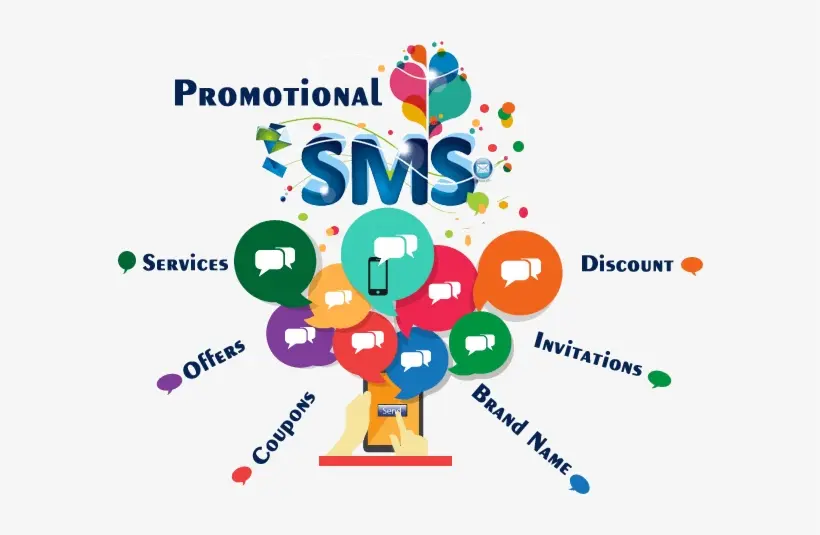 Promotional
SMS
Services
Discount
Offers
Invitations
Coupons
Brand Name
Send